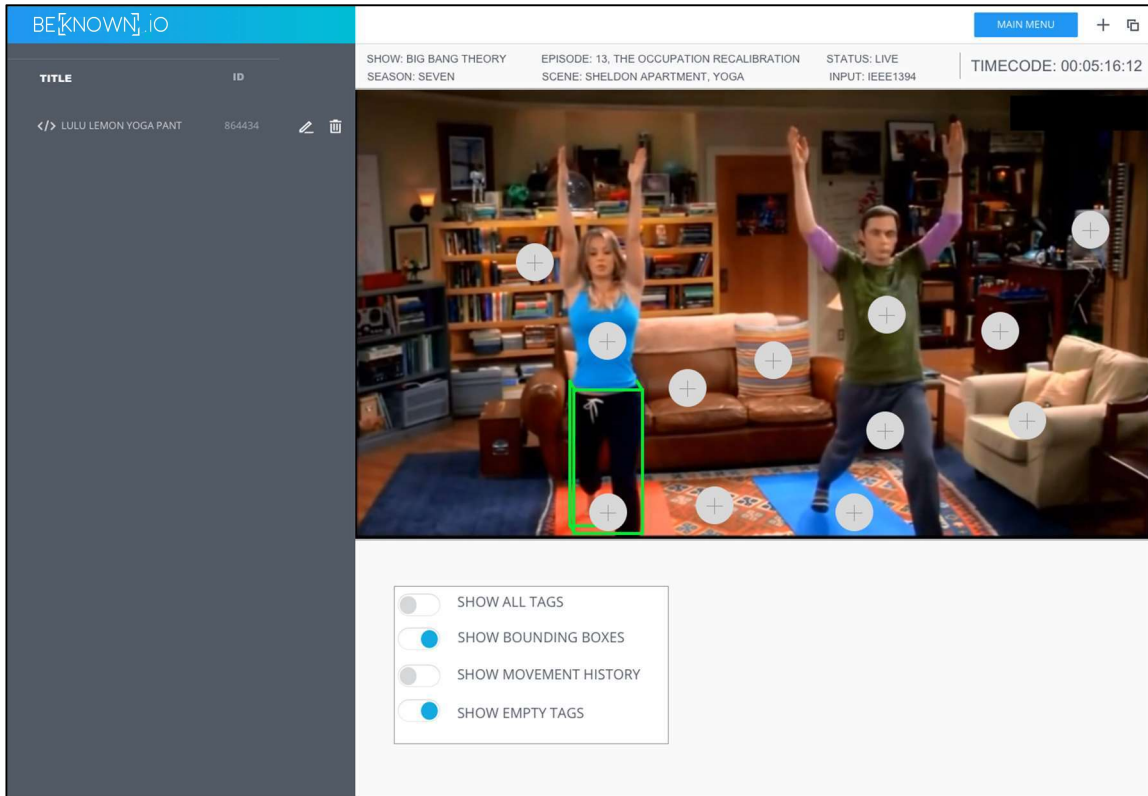 BE[KNOWN].iO
MAIN MENU
SHOW: BIG BANG THEORY
SEASON: SEVEN
EPISODE: 13, THE OCCUPATION RECALIBRATION
SCENE: SHELDON APARTMENT, YOGA
STATUS: LIVE
INPUT: IEEE1394
TIMECODE: 00:05:16:12
TITLE ID
</> LULU LEMON YOGA PANT 864434
SHOW ALL TAGS
SHOW BOUNDING BOXES
SHOW MOVEMENT HISTORY
SHOW EMPTY TAGS